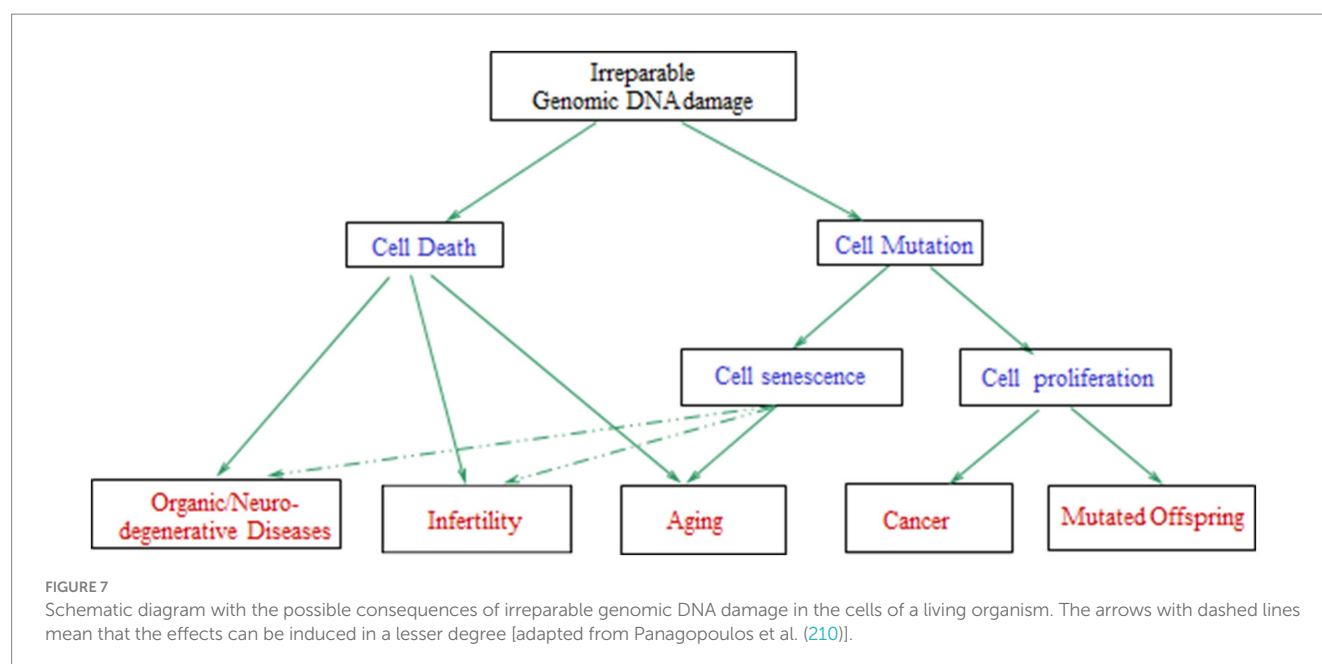 Irreparable
Genomic DNA damage
Cell Death
Cell Mutation
Cell senescence
Cell proliferation
Organic/Neuro-
degenerative Diseases
Infertility
Aging
Cancer
Mutated Offspring
FIGURE 7
Schematic diagram with the possible consequences of irreparable genomic DNA damage in the cells of a living organism. The arrows with dashed lines
mean that the effects can be induced in a lesser degree [adapted from Panagopoulos et al. (210)].